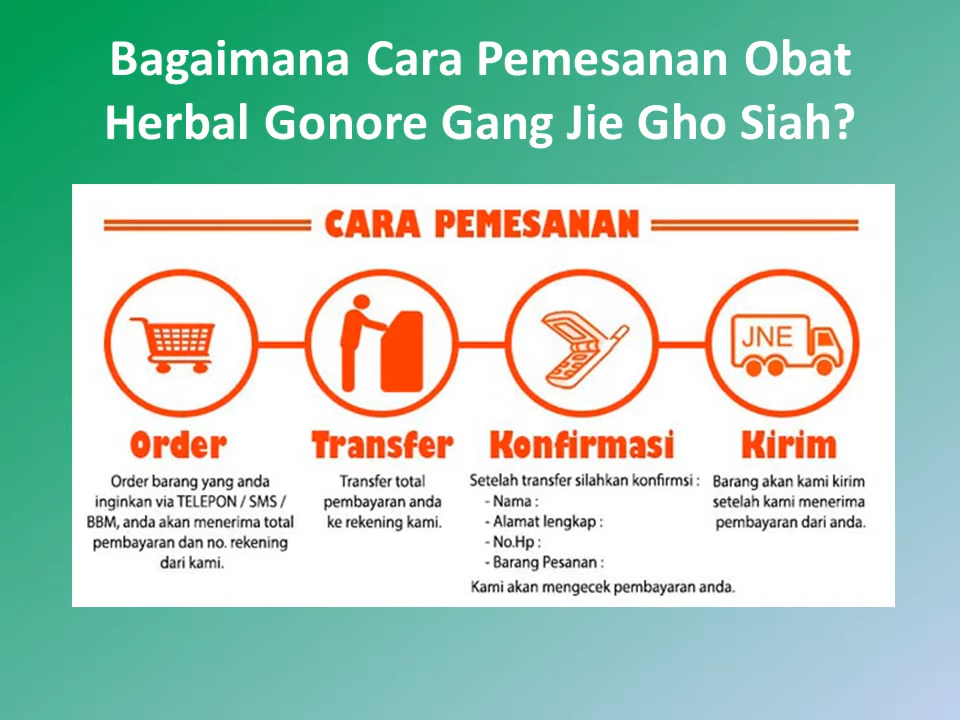 Bagaimana Cara Pemesanan Obat
Herbal Gonore Gang Jie Gho Siah?
CARA PEMESANAN
JNE
Order
Order barang yang anda
inginkan via TELEPON / SMS /
BBM, anda akan menerima total
pembayaran dan no. rekening
dari kami.
Transfer
Transfer total
pembayaran anda
ke rekening kami.
Konfirmasi
Setelah transfer silahkan konfirmsi :
- Nama :
- Alamat lengkap :
- No.Hp :
- Barang Pesanan :
Kami akan mengecek pembayaran anda.
Kirim
Barang akan kami kirim
setelah kami menerima
pembayaran dari anda.